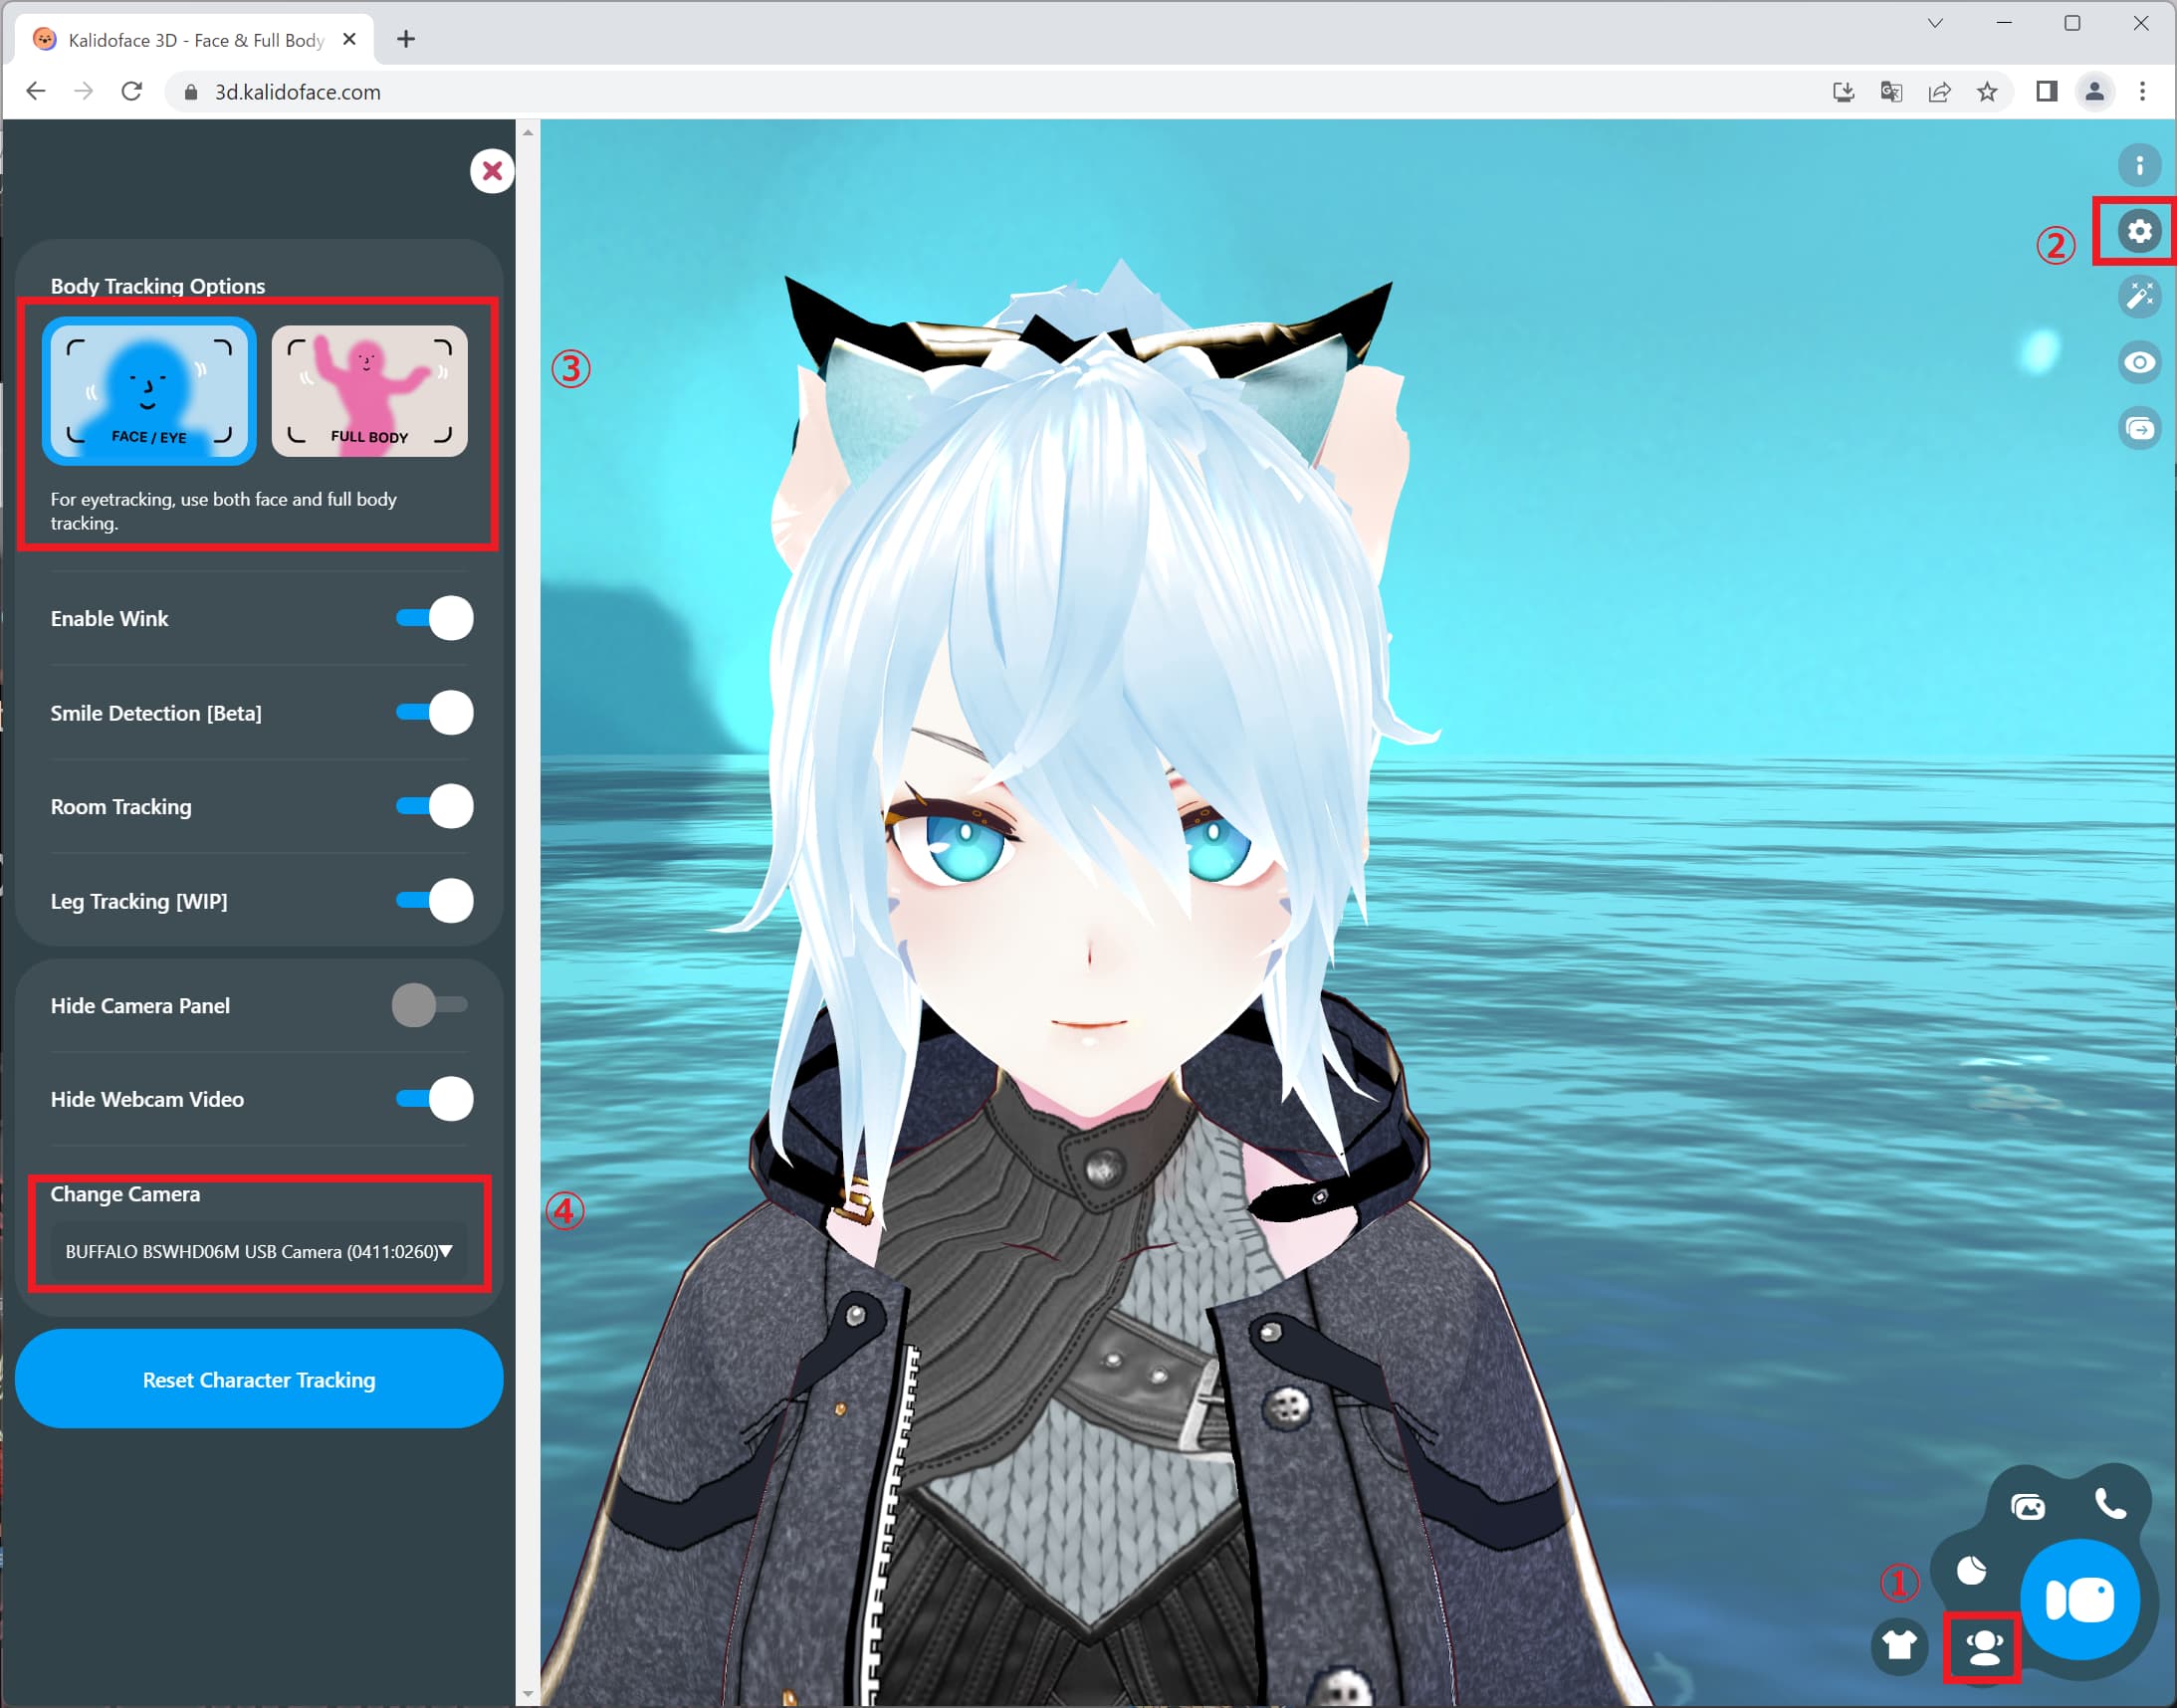 Kalidoface 3D - Face & Full Body
3d.kalidoface.com
Body Tracking Options
FACE / EYE
FULL BODY
For eyetracking, use both face and full body
tracking.
Enable Wink
Smile Detection [Beta]
Room Tracking
Leg Tracking [WIP]
Hide Camera Panel
Hide Webcam Video
Change Camera
BUFFALO BSWHD06M USB Camera (0411:0260)▼
Reset Character Tracking
②
③
④
①